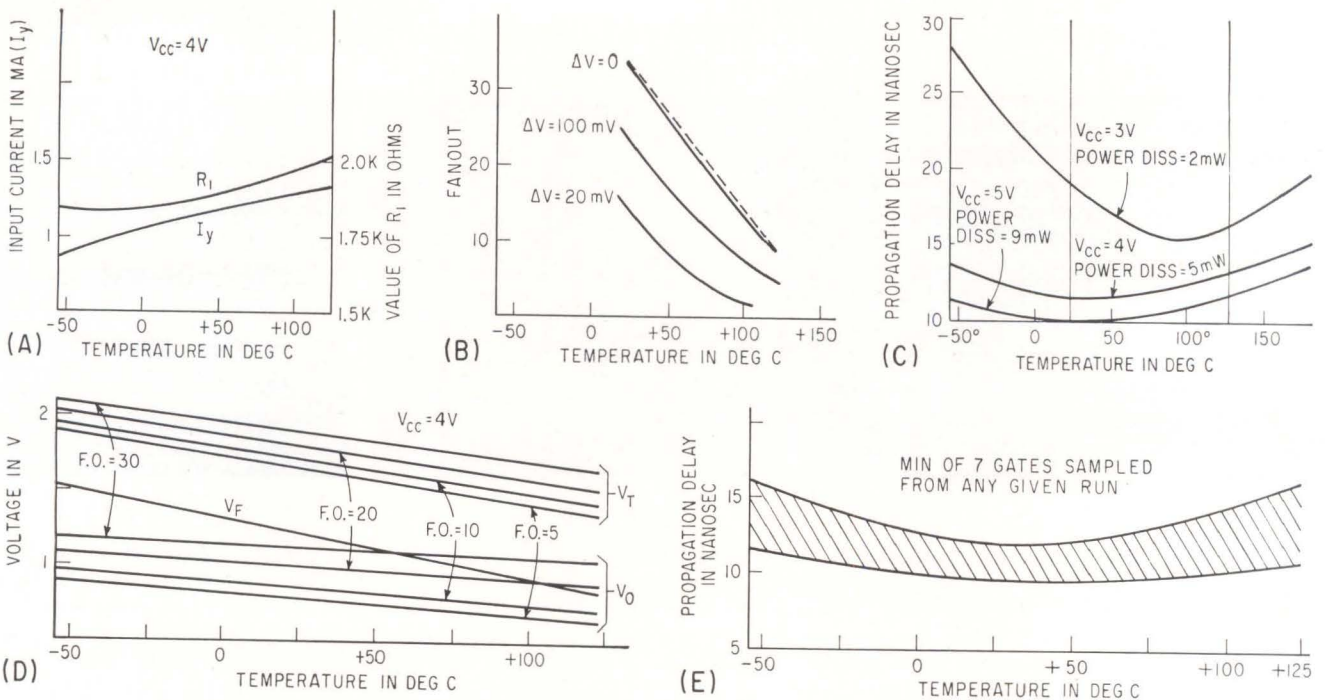 INPUT CURRENT IN MA (Iy)
VCC=4V
1.5
1
R1
Iy
2.0K
1.75K
1.5K
VALUE OF R1 IN OHMS
-50
0
+50
+100
TEMPERATURE IN DEG C
(A)
FANOUT
30
20
10
ΔV=0
ΔV=100 mV
ΔV=20 mV
0
+50
+100
+150
TEMPERATURE IN DEG C
(B)
PROPAGATION DELAY IN NANOSEC
30
25
20
15
10
VCC=3V
POWER DISS=2mW
VCC=5V
POWER
DISS=9mW
VCC=4V
POWER DISS=5mW
-50°
0
50°
100°
150
TEMPERATURE IN DEG C
(C)
VOLTAGE IN V
2
1
VCC=4V
F.O.=30
VF
F.O.=20
F.O.=10
F.O.=5
VT
VO
-50
0
+50
+100
TEMPERATURE IN DEG C
(D)
PROPAGATION DELAY
IN NANOSEC
15
10
5
MIN OF 7 GATES SAMPLED
FROM ANY GIVEN RUN
-50
0
+50
+100
+125
TEMPERATURE IN DEG C
(E)